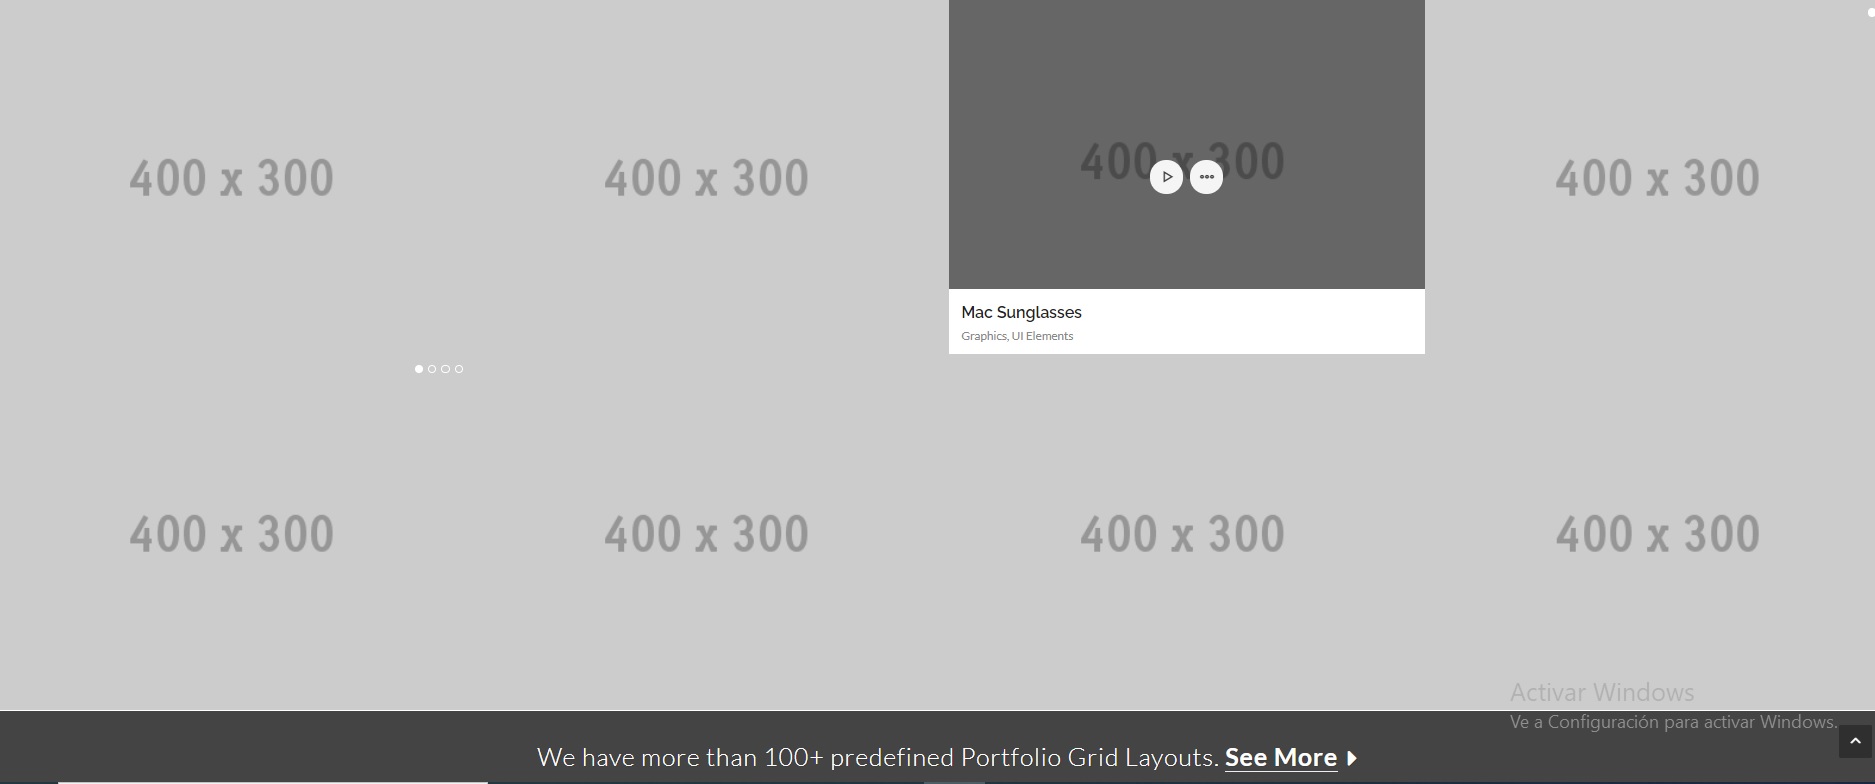 400 x 300
400 x 300
400 x 300
400 x 300
Mac Sunglasses
Graphics, UI Elements
400 x 300
400 x 300
400 x 300
400 x 300
Activar Windows
Ve a Configuración para activar Windows.
We have more than 100+ predefined Portfolio Grid Layouts. See More